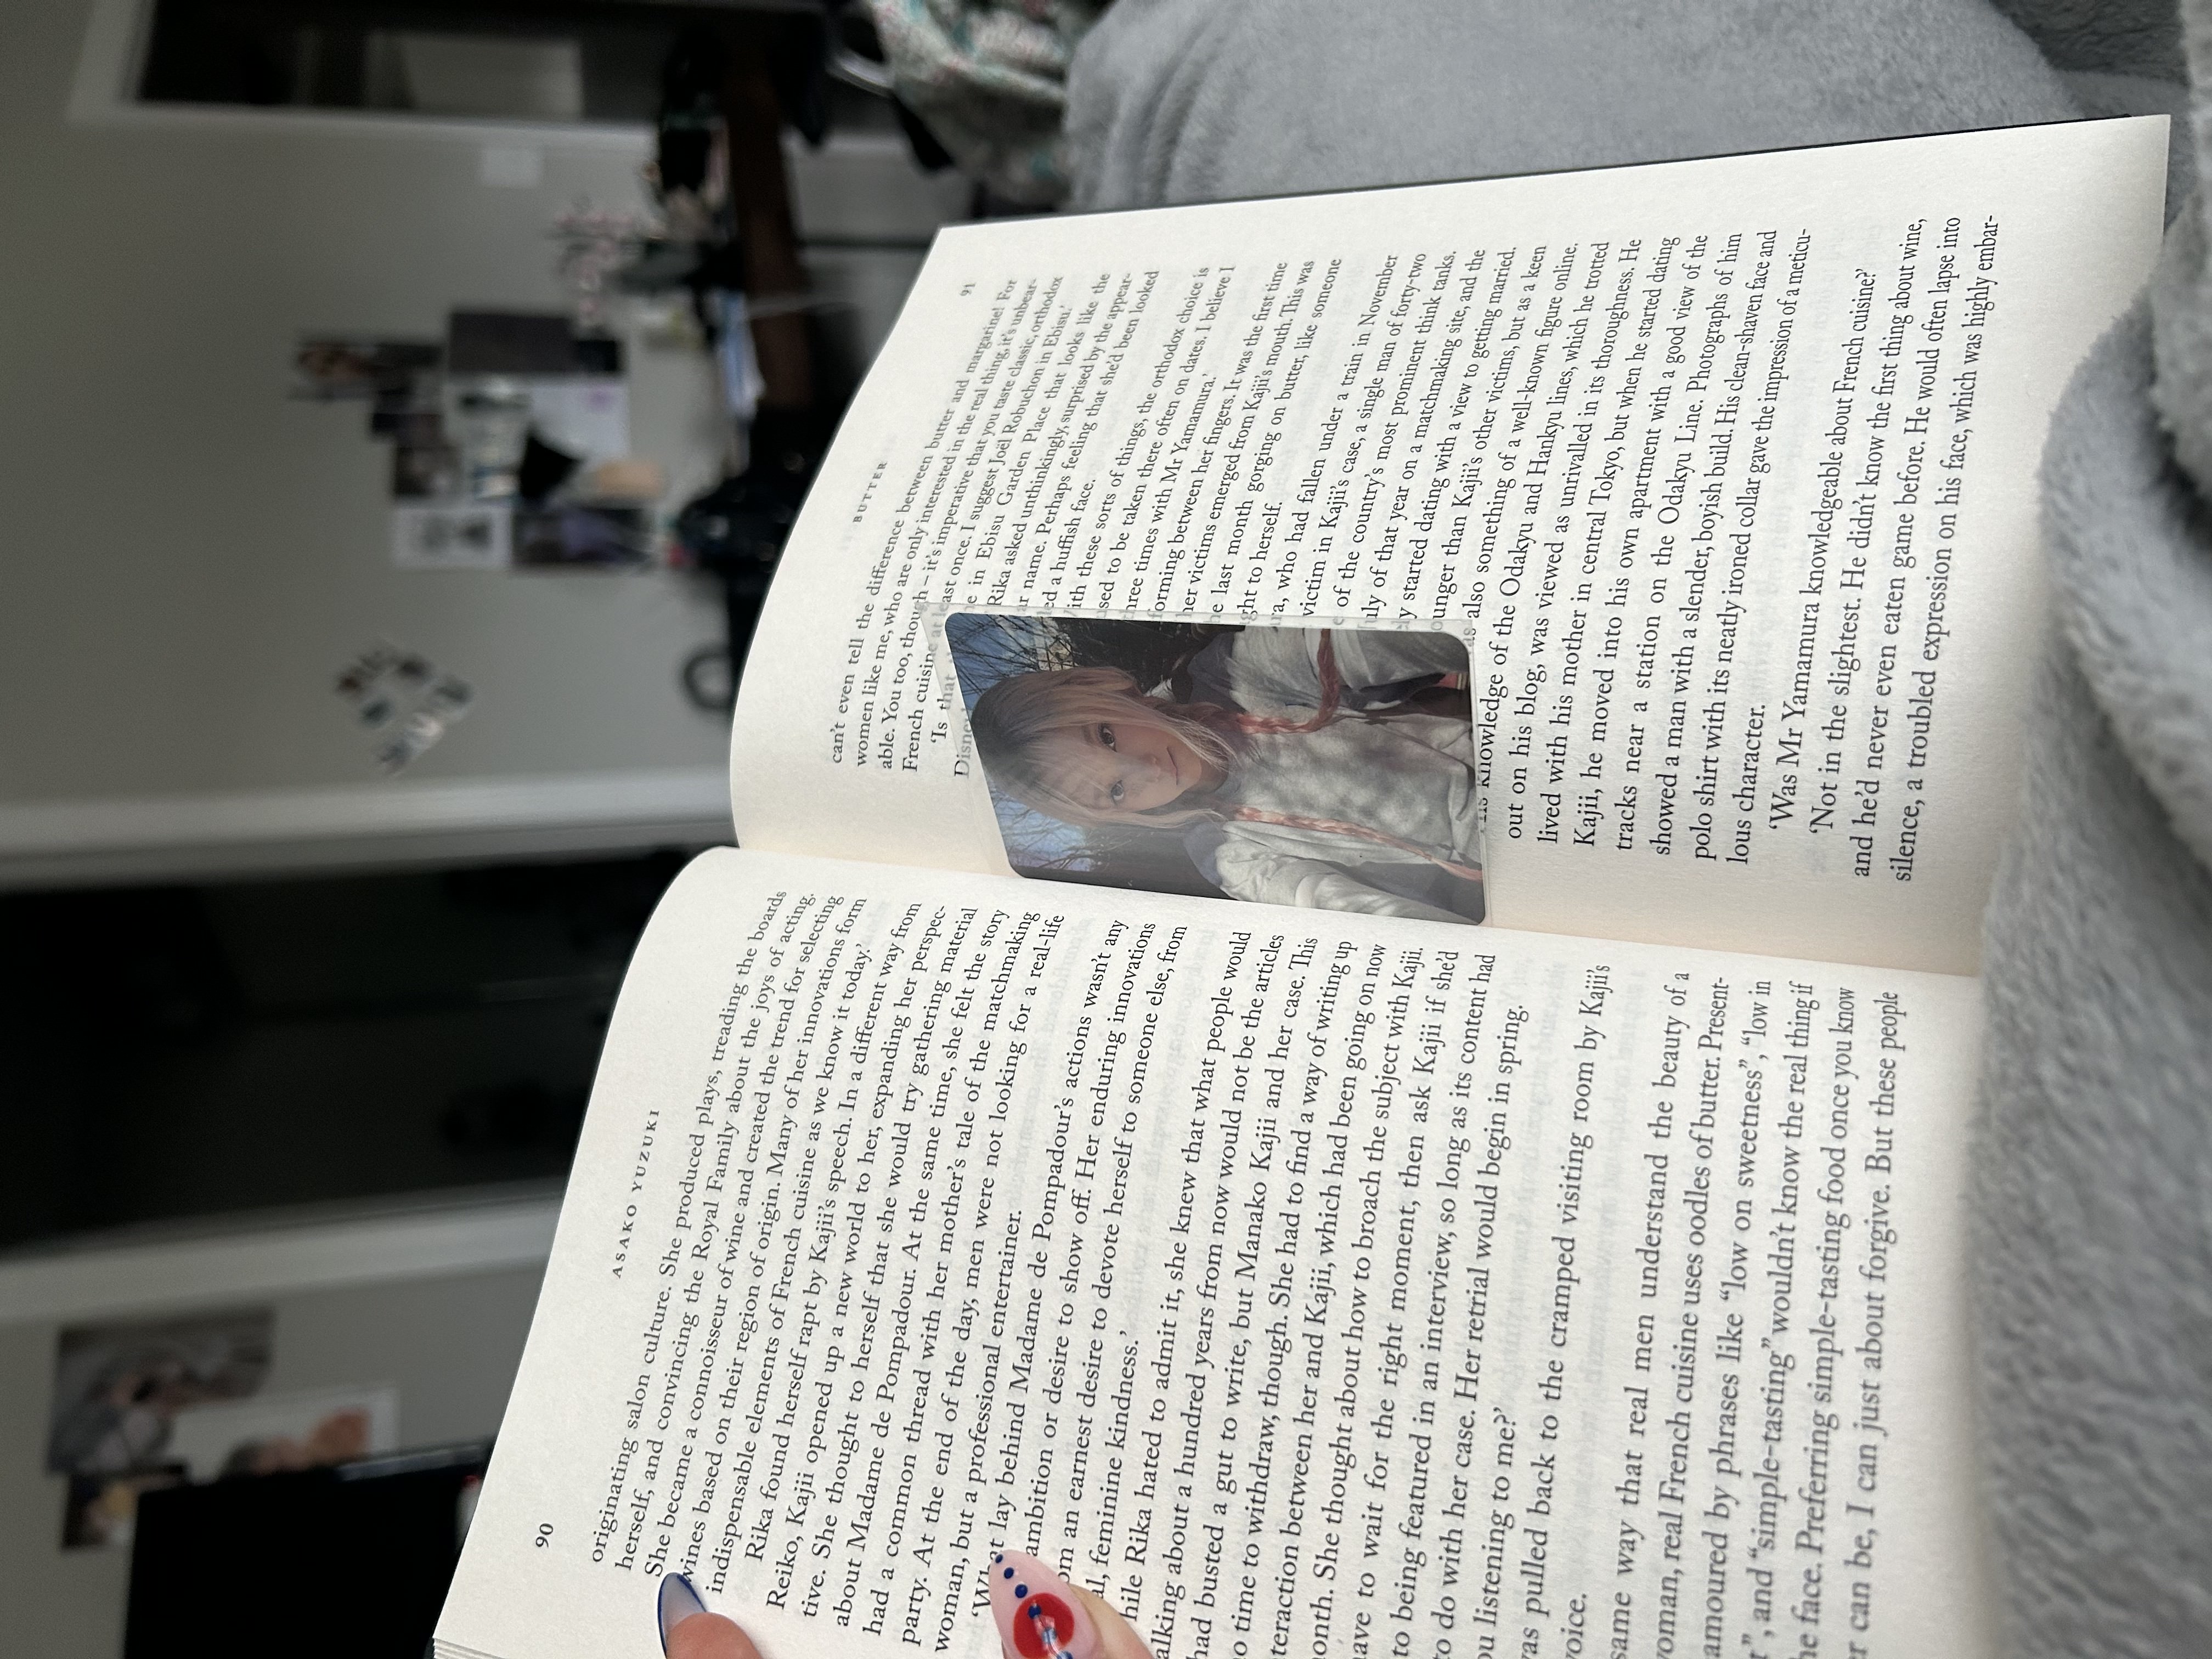 90
ASAKO YUZUKI
originating salon culture. She produced plays, treading the boards
herself, and convincing the Royal Family about the joys of acting.
She became a connoisseur of wine and created the trend for selecting
wines based on their region of origin. Many of her innovations form
indispensable elements of French cuisine as we know it today.’
Rika found herself rapt by Kajii’s speech. In a different way from
Reiko, Kajii opened up a new world to her, expanding her perspec-
tive. She thought to herself that she would try gathering material
about Madame de Pompadour. At the same time, she felt the story
had a common thread with her mother’s tale of the matchmaking
party. At the end of the day, men were not looking for a real-life
woman, but a professional entertainer.
‘What lay behind Madame de Pompadour’s actions wasn’t any
ambition or desire to show off. Her enduring innovations
om an earnest desire to devote herself to someone else, from
al, feminine kindness.’
hile Rika hated to admit it, she knew that what people would
alking about a hundred years from now would not be the articles
had busted a gut to write, but Manako Kajii and her case. This
o time to withdraw, though. She had to find a way of writing up
teraction between her and Kajii, which had been going on now
onth. She thought about how to broach the subject with Kajii.
ave to wait for the right moment, then ask Kajii if she’d
to being featured in an interview, so long as its content had
to do with her case. Her retrial would begin in spring.
ou listening to me?’
was pulled back to the cramped visiting room by Kajii’s
voice.
same way that real men understand the beauty of a
woman, real French cuisine uses oodles of butter. Present-
amoured by phrases like “low on sweetness”, “low in
t”, and “simple-tasting” wouldn’t know the real thing if
he face. Preferring simple-tasting food once you know
er can be, I can just about forgive. But these people
BUTTER
91
can’t even tell the difference between butter and margarine! For
women like me, who are only interested in the real thing, it’s unbear-
able. You too, though – it’s imperative that you taste classic, orthodox
French cuisine at least once. I suggest Joël Robuchon in Ebisu.’
‘Is that e in Ebisu Garden Place that looks like the
Disne Rika asked unthinkingly, surprised by the appear-
ar name. Perhaps feeling that she’d been looked
ed a huffish face.
ith these sorts of things, the orthodox choice is
used to be taken there often on dates. I believe I
three times with Mr Yamamura.’
forming between her fingers. It was the first time
her victims emerged from Kajii’s mouth. This was
he last month gorging on butter, like someone
ght to herself.
ra, who had fallen under a train in November
victim in Kajii’s case, a single man of forty-two
of the country’s most prominent think tanks.
uly of that year on a matchmaking site, and the
ly started dating with a view to getting married.
ounger than Kajii’s other victims, but as a keen
as also something of a well-known figure online.
His knowledge of the Odakyu and Hankyu lines, which he trotted
out on his blog, was viewed as unrivalled in its thoroughness. He
lived with his mother in central Tokyo, but when he started dating
Kajii, he moved into his own apartment with a good view of the
tracks near a station on the Odakyu Line. Photographs of him
showed a man with a slender, boyish build. His clean-shaven face and
polo shirt with its neatly ironed collar gave the impression of a meticu-
lous character.
‘Was Mr Yamamura knowledgeable about French cuisine?’
‘Not in the slightest. He didn’t know the first thing about wine,
and he’d never even eaten game before. He would often lapse into
silence, a troubled expression on his face, which was highly embar-